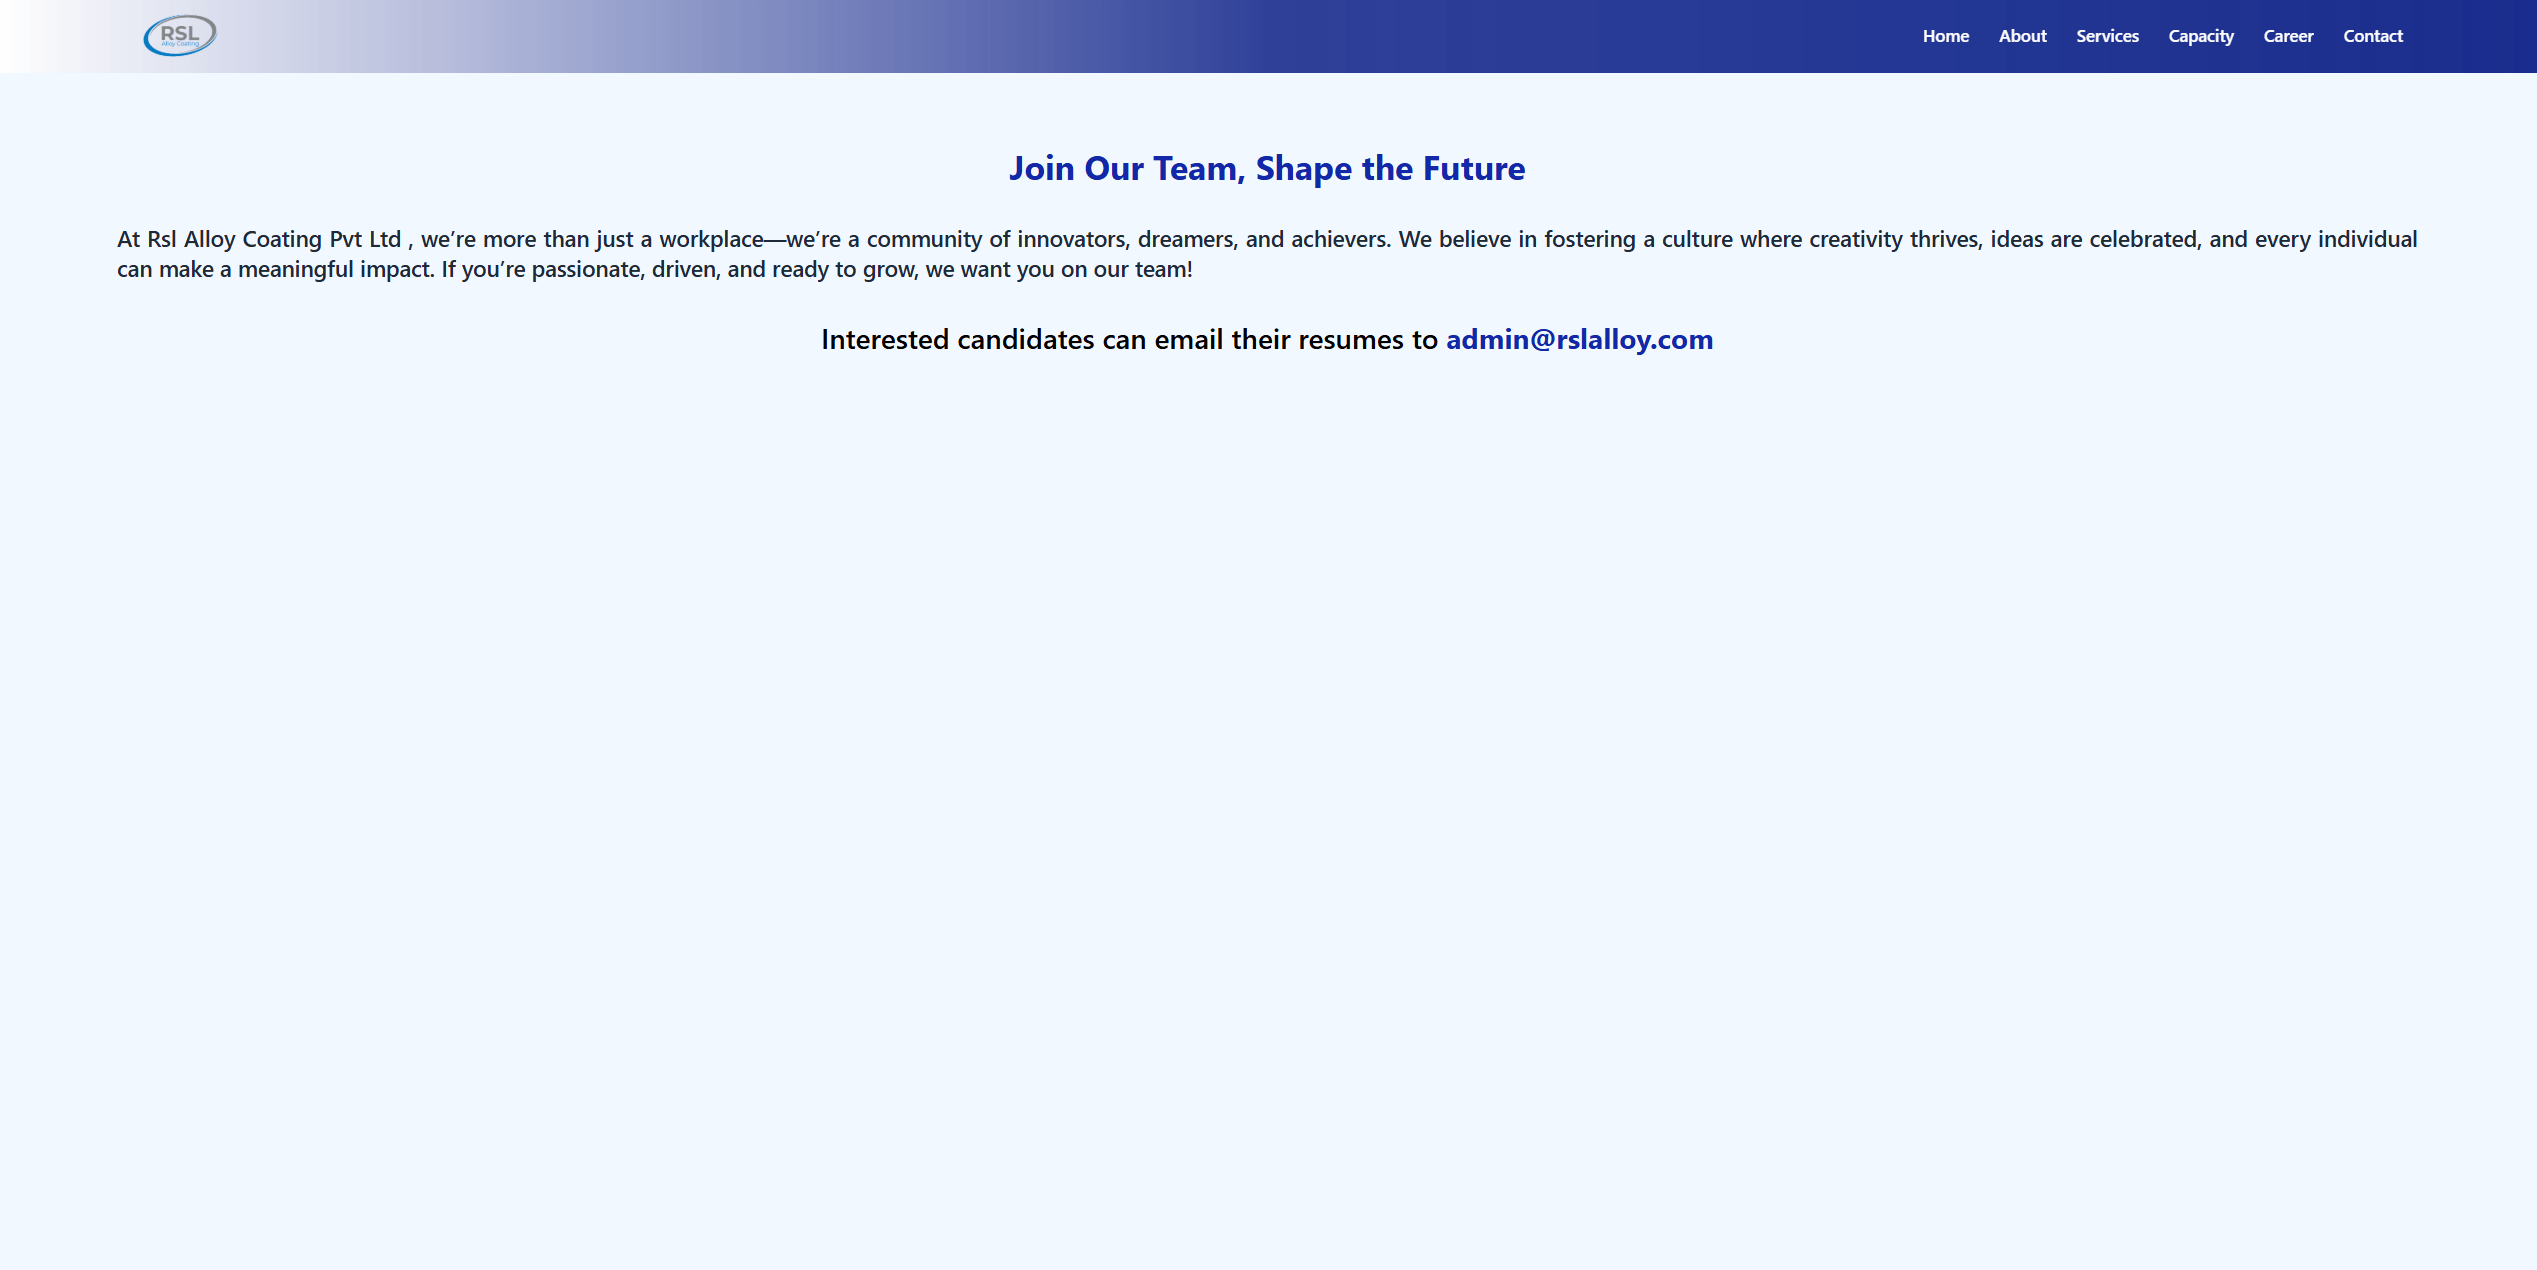 RSL
Alloy Coating
Home About Services Capacity Career Contact
Join Our Team, Shape the Future
At Rsl Alloy Coating Pvt Ltd , we’re more than just a workplace—we’re a community of innovators, dreamers, and achievers. We believe in fostering a culture where creativity thrives, ideas are celebrated, and every individual
can make a meaningful impact. If you’re passionate, driven, and ready to grow, we want you on our team!
Interested candidates can email their resumes to admin@rslalloy.com